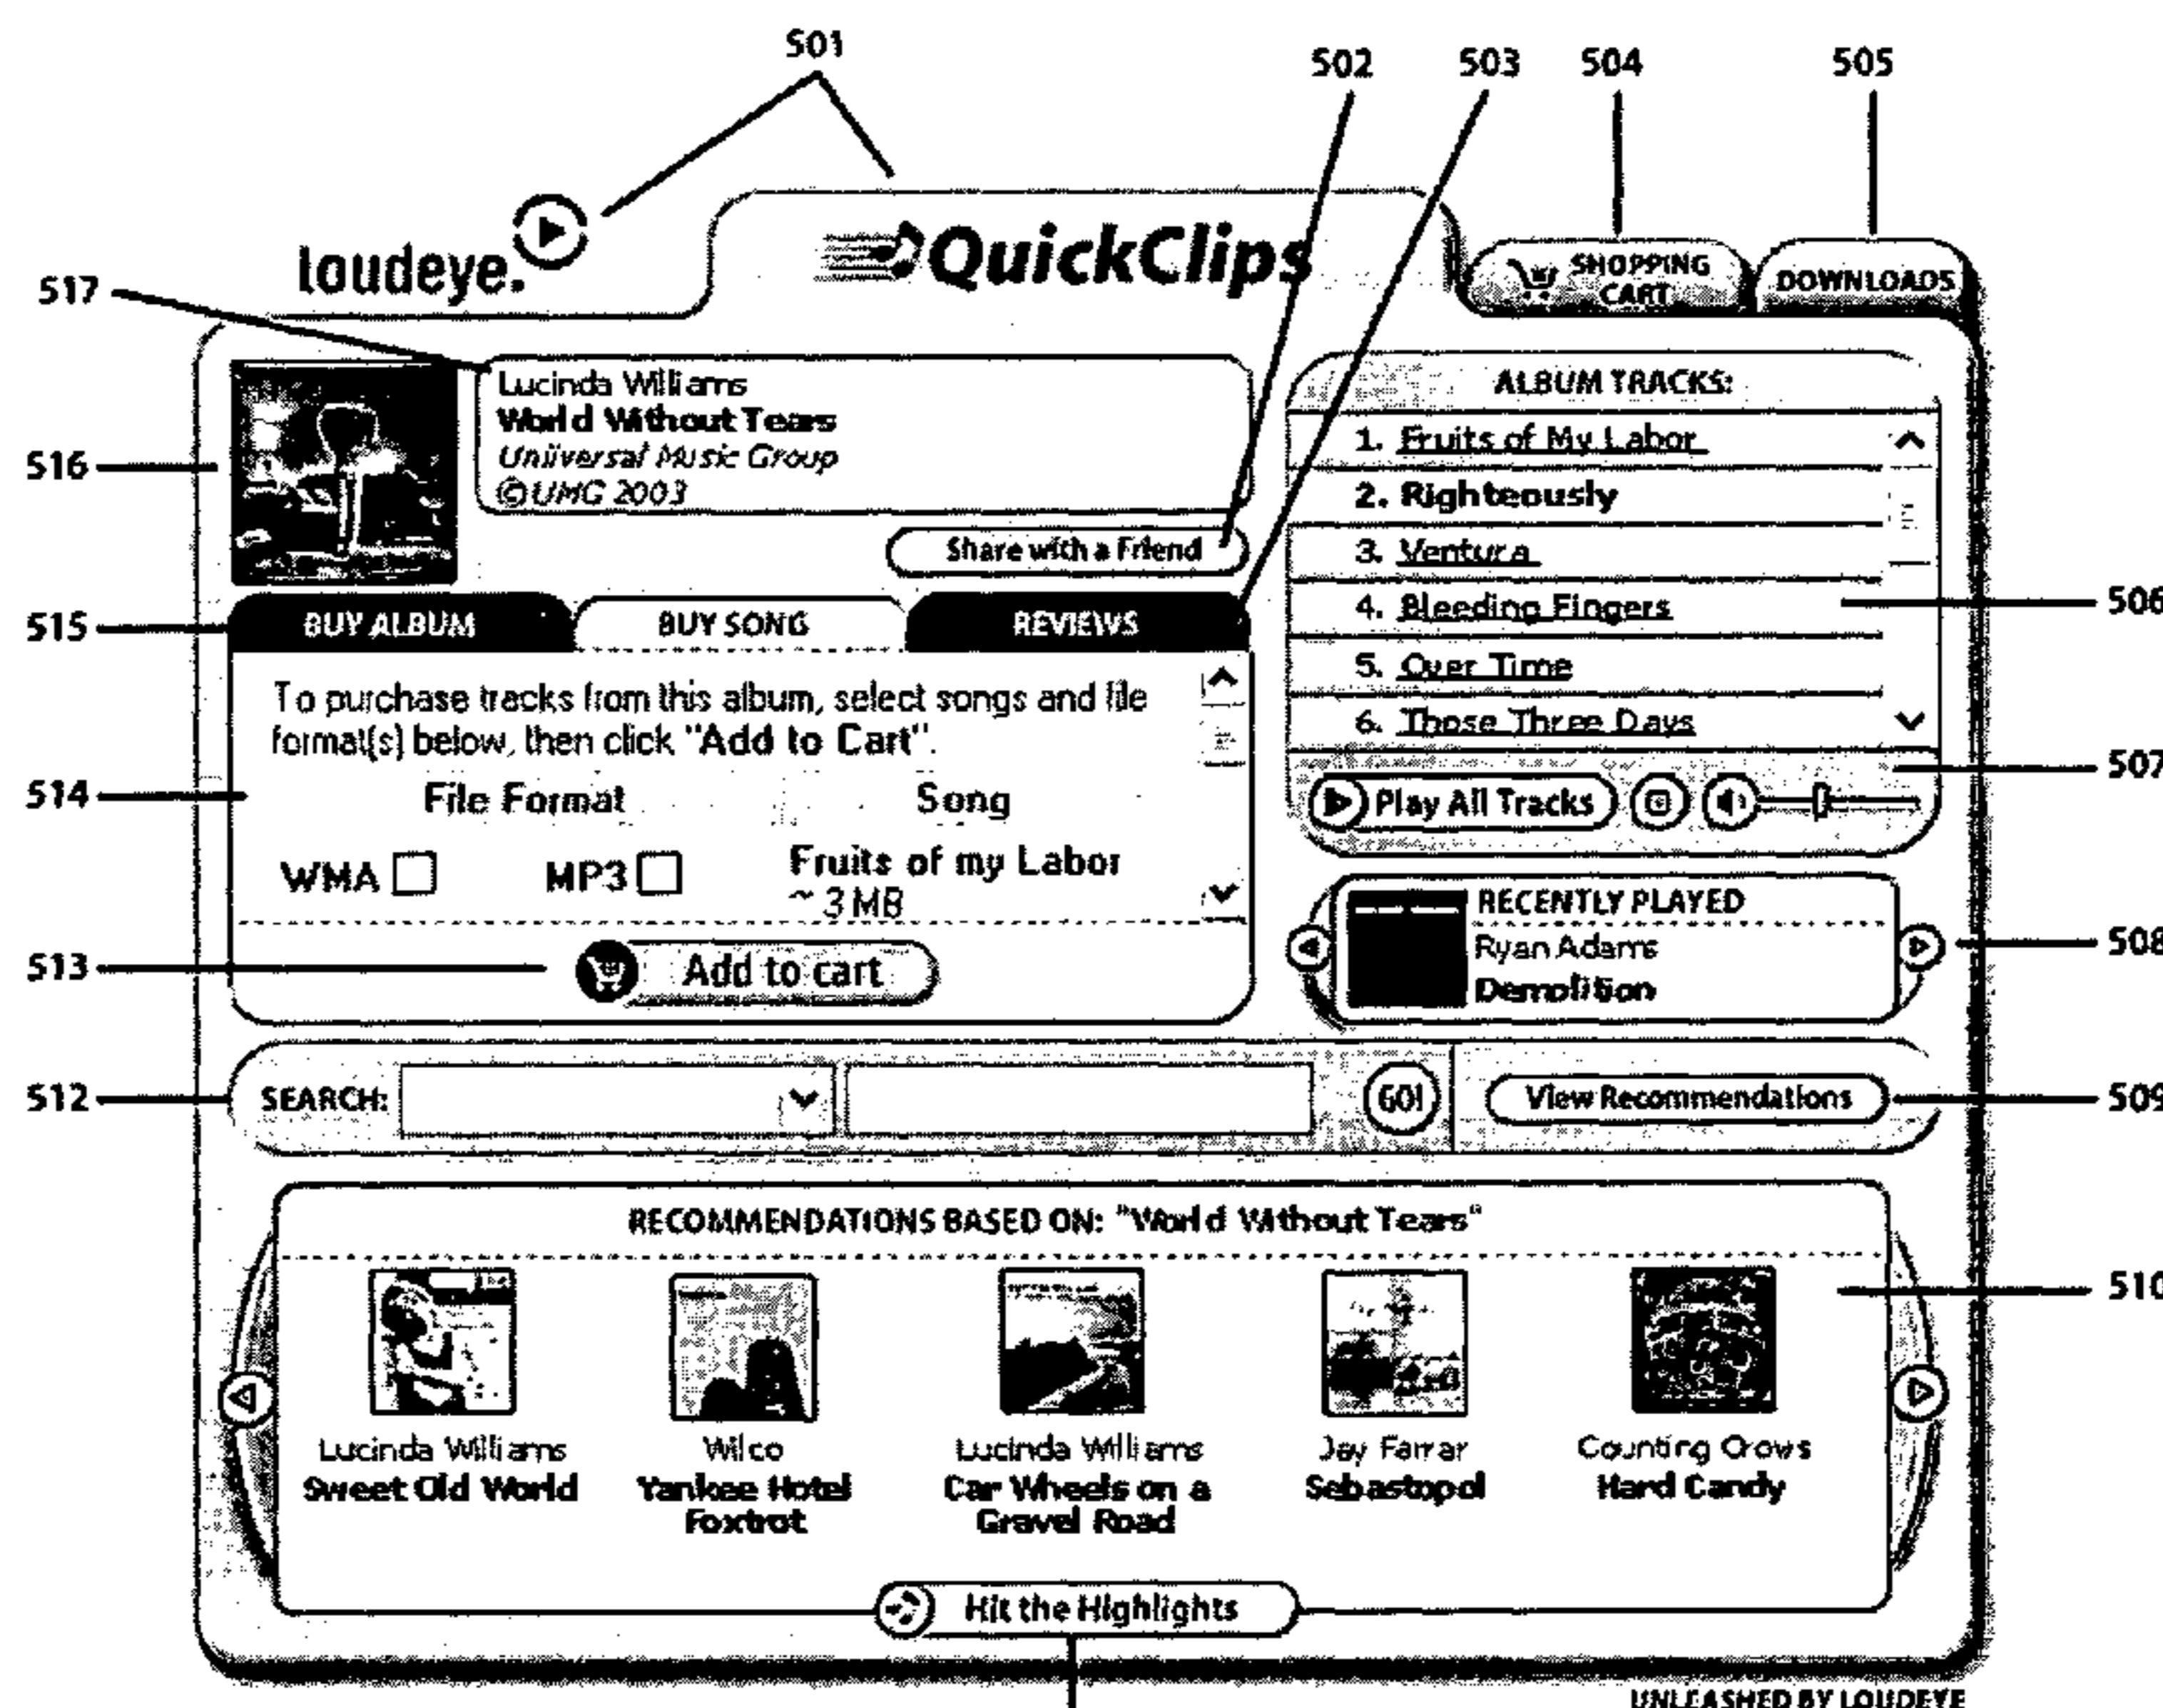 501
502 503 504 505
loudeye.
QuickClips
SHOPPING
CART
DOWNLOADS
517
Lucinda Williams
World Without Tears
Uniiversal Music Group
©UMG 2003
516
Share with a Friend
ALBUM TRACKS:
1. Fruits of My Labor
2. Righteously
3. Ventura
4. Bleeding Fingers
5. Over Time
6. Those Three Days
506
515
BUY ALBUM BUY SONG REVIEWS
To purchase tracks from this album, select songs and file
format(s) below, then click "Add to Cart".
514
File Format Song
WMA MP3 Fruits of my Labor
~ 3 MB
507
Play All Tracks
RECENTLY PLAYED
Ryan Adams
Demolition
508
513
Add to cart
512
SEARCH: GO! View Recommendations
509
RECOMMENDATIONS BASED ON: "World Without Tears"
510
Lucinda Williams
Sweet Old World
Wilco
Yankee Hotel
Foxtrot
Lucinda Williams
Car Wheels on a
Gravel Road
Jay Farrar
Sebastopol
Counting Crows
Hard Candy
Hit the Highlights
UNLEASHED BY LOUDEYE